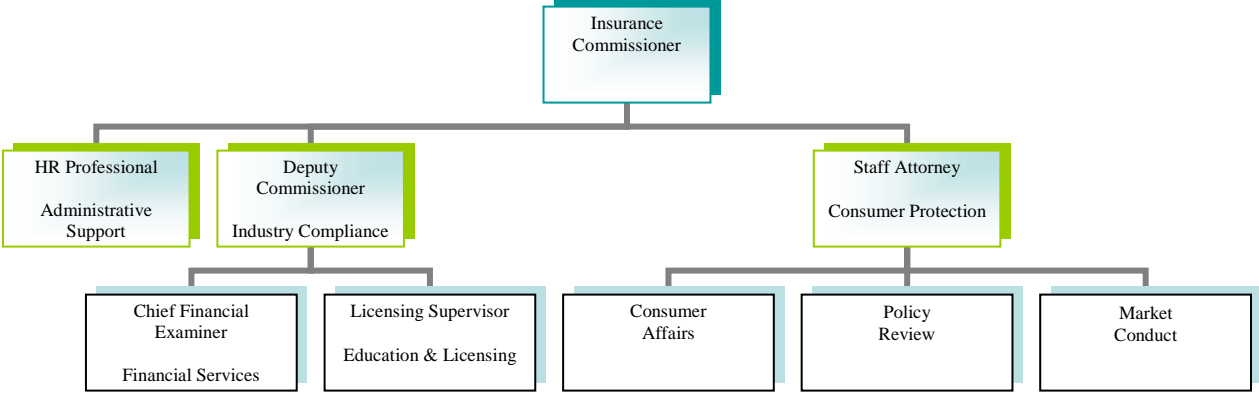 Insurance
Commissioner
HR Professional
Administrative
Support
Deputy
Commissioner
Industry Compliance
Staff Attorney
Consumer Protection
Chief Financial
Examiner
Financial Services
Licensing Supervisor
Education & Licensing
Consumer
Affairs
Policy
Review
Market
Conduct